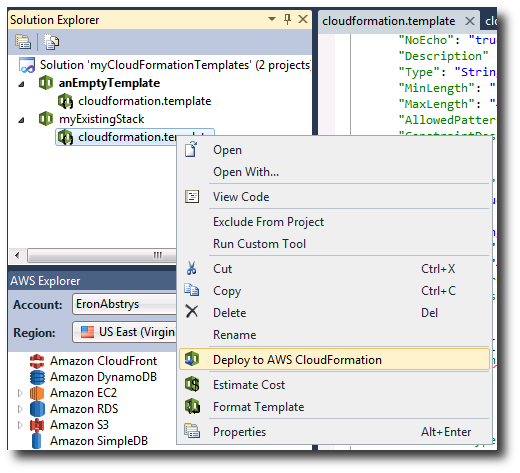 Solution Explorer
Solution 'myCloudFormationTemplates' (2 projects)
anEmptyTemplate
cloudformation.template
myExistingStack
cloudformation.template
Open
Open With...
View Code
Exclude From Project
Run Custom Tool
Cut Ctrl+X
Copy Ctrl+C
Delete Del
Rename
Deploy to AWS CloudFormation
Estimate Cost
Format Template
Properties Alt+Enter
AWS Explorer
Account: EronAbstrys
Region: US East (Virgin
Amazon CloudFront
Amazon DynamoDB
Amazon EC2
Amazon RDS
Amazon S3
Amazon SimpleDB
cloudformation.template
"NoEcho": "tru
"Description"
"Type": "Strin
"MinLength":
"MaxLength":
"AllowedPatter